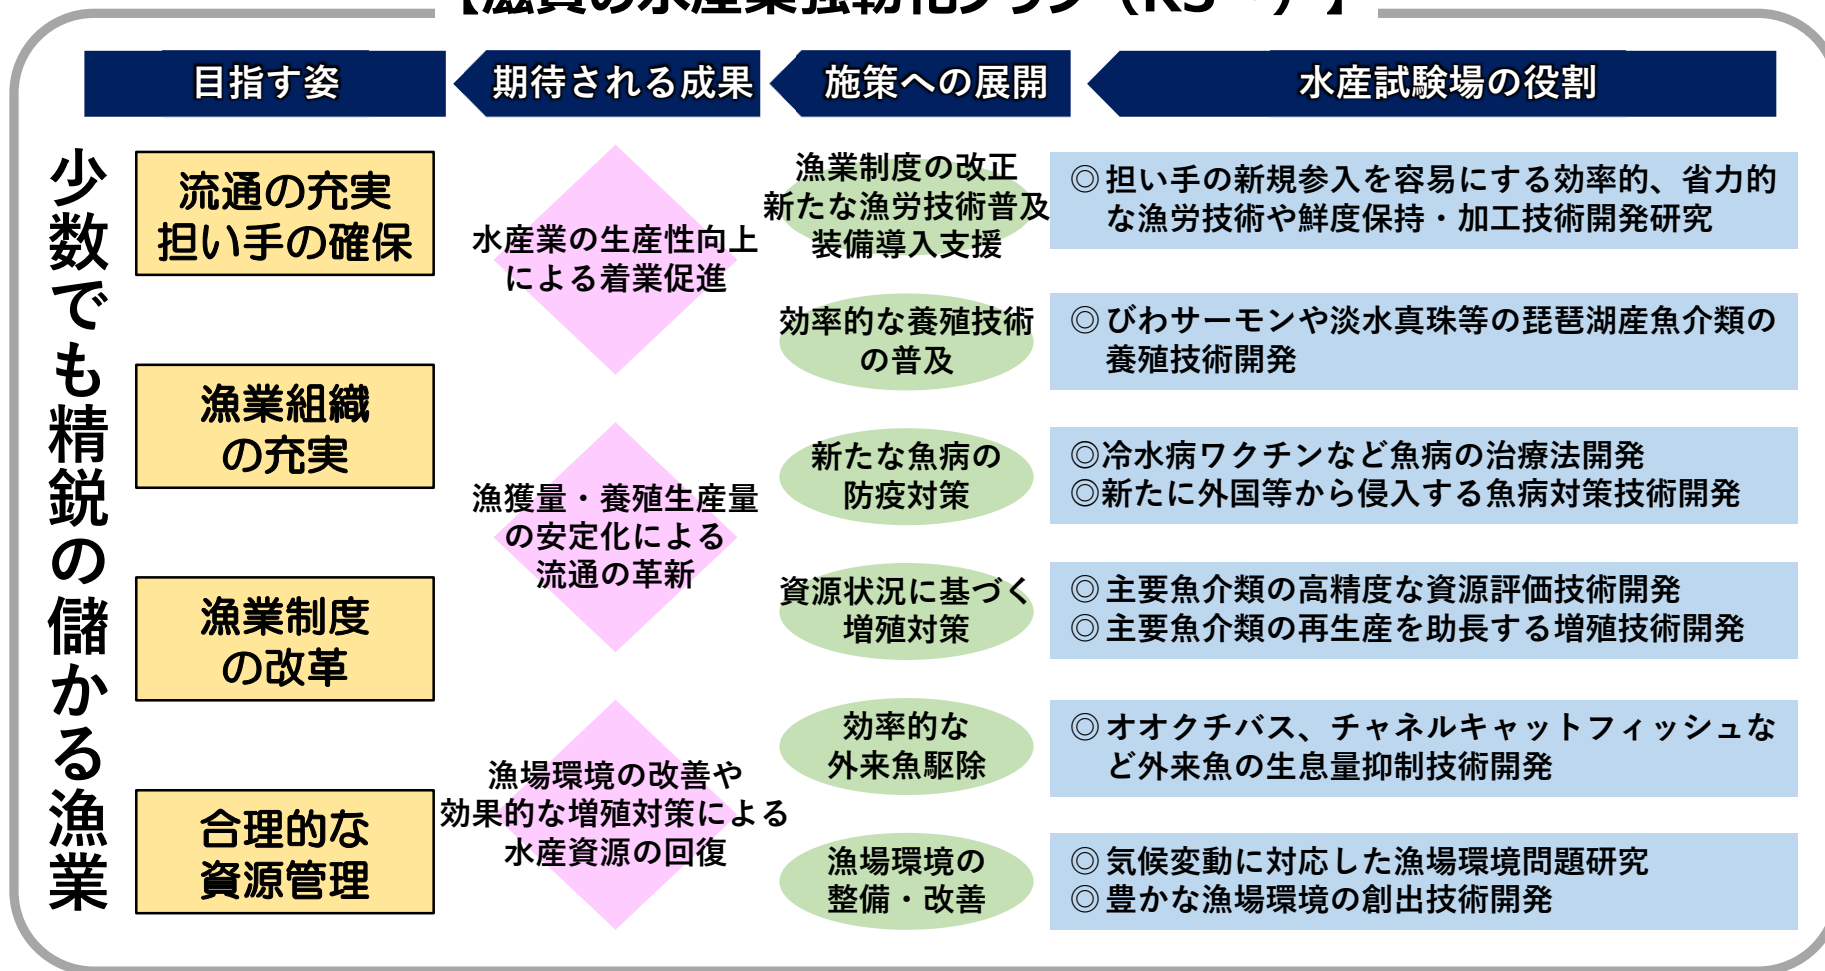 【滋賀の水産業強靭化プラン（R3～）】
目指す姿
期待される成果
施策への展開
水産試験場の役割
少数でも精鋭の儲かる漁業
流通の充実
担い手の確保
漁業組織
の充実
漁業制度
の改革
合理的な
資源管理
水産業の生産性向上
による着業促進
漁獲量・養殖生産量
の安定化による
流通の革新
漁場環境の改善や
効果的な増殖対策による
水産資源の回復
漁業制度の改正
新たな漁労技術普及
装備導入支援
効率的な養殖技術
の普及
新たな魚病の
防疫対策
資源状況に基づく
増殖対策
効率的な
外来魚駆除
漁場環境の
整備・改善
◎担い手の新規参入を容易にする効率的、省力的
な漁労技術や鮮度保持・加工技術開発研究
◎びわサーモンや淡水真珠等の琵琶湖産魚介類の
養殖技術開発
◎冷水病ワクチンなど魚病の治療法開発
◎新たに外国等から侵入する魚病対策技術開発
◎主要魚介類の高精度な資源評価技術開発
◎主要魚介類の再生産を助長する増殖技術開発
◎オオクチバス、チャネルキャットフィッシュな
ど外来魚の生息量抑制技術開発
◎気候変動に対応した漁場環境問題研究
◎豊かな漁場環境の創出技術開発